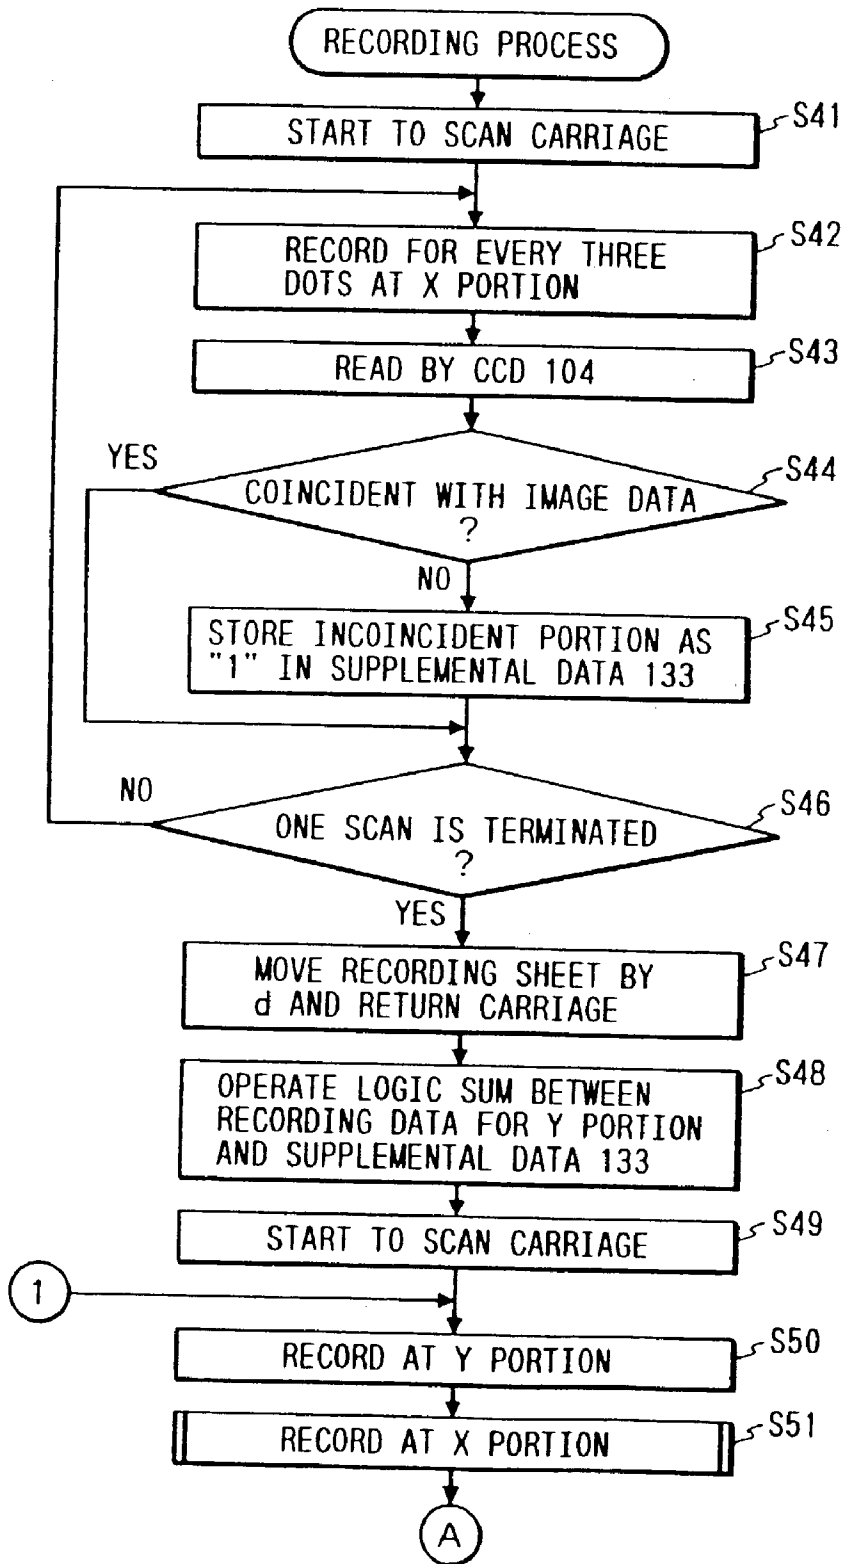 RECORDING PROCESS
START TO SCAN CARRIAGE
S41
RECORD FOR EVERY THREE
DOTS AT X PORTION
S42
READ BY CCD 104
S43
YES
COINCIDENT WITH IMAGE DATA
?
S44
NO
STORE INCOINCIDENT PORTION AS
"1" IN SUPPLEMENTAL DATA 133
S45
NO
ONE SCAN IS TERMINATED
?
S46
YES
MOVE RECORDING SHEET BY
d AND RETURN CARRIAGE
S47
OPERATE LOGIC SUM BETWEEN
RECORDING DATA FOR Y PORTION
AND SUPPLEMENTAL DATA 133
S48
START TO SCAN CARRIAGE
S49
1
RECORD AT Y PORTION
S50
RECORD AT X PORTION
S51
A